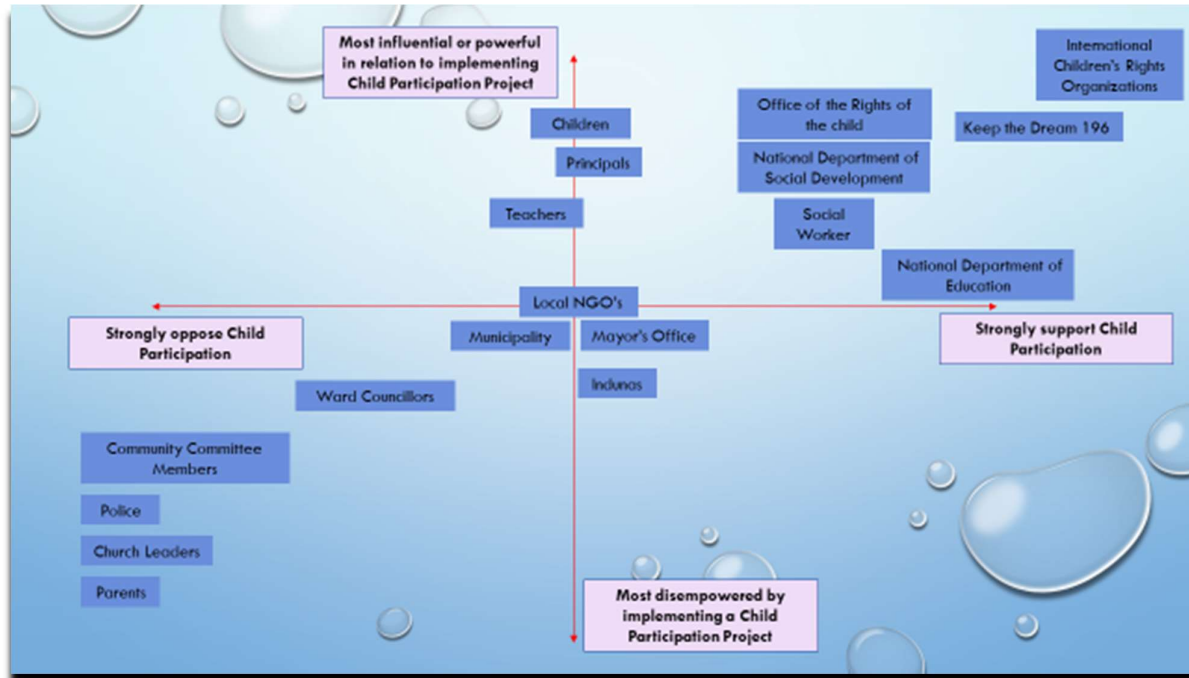 Most influential or powerful
in relation to implementing
Child Participation Project
International
Children's Rights
Organizations
Office of the Rights of
the child
Keep the Dream 196
Children
National Department of
Social Development
Principals
Teachers
Social
Worker
National Department of
Education
Local NGO's
Strongly oppose Child
Participation
Municipality
Mayor's Office
Strongly support Child
Participation
Indunas
Ward Councillors
Community Committee
Members
Police
Church Leaders
Parents
Most disempowered by
implementing a Child
Participation Project